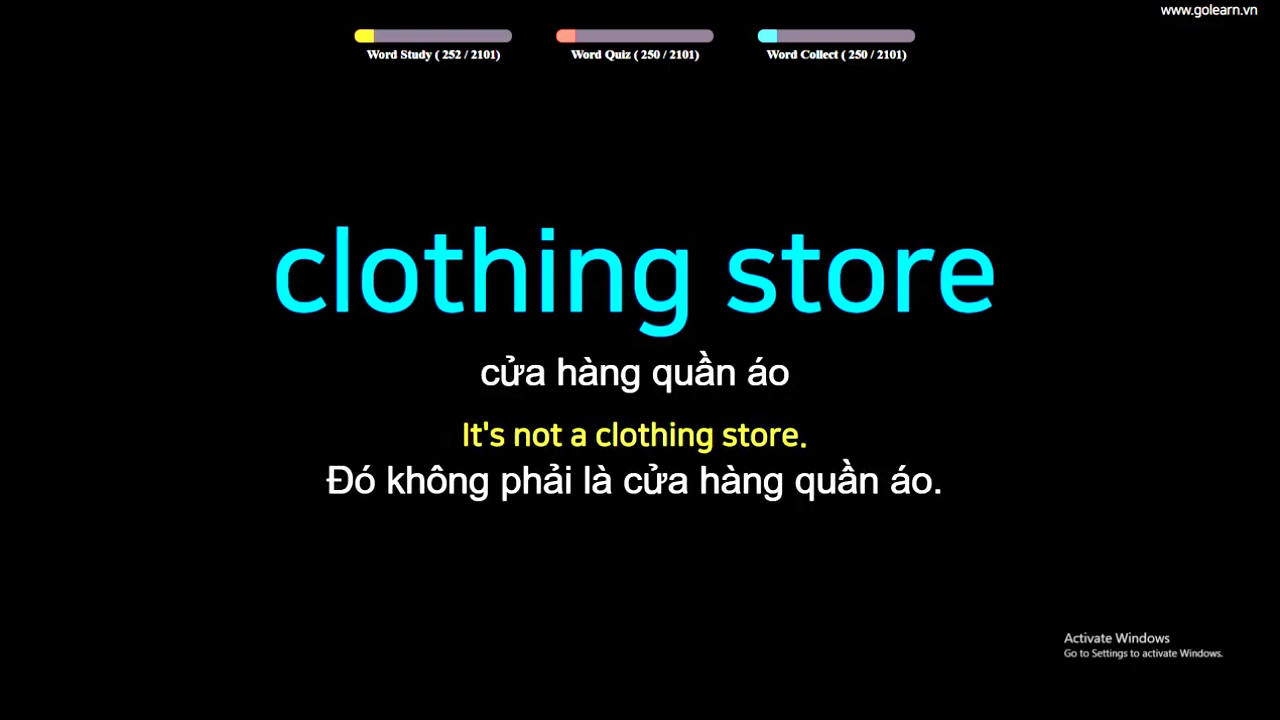 www.golearn.vn
Word Study ( 252 / 2101)
Word Quiz ( 250 / 2101)
Word Collect ( 250 / 2101)
clothing store
cửa hàng quần áo
It's not a clothing store.
Đó không phải là cửa hàng quần áo.
Activate Windows
Go to Settings to activate Windows.